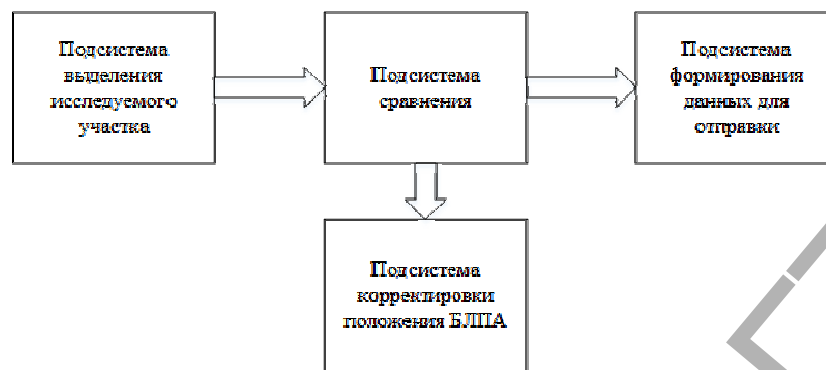 Подсистема
выделения
исследуемого
участка
Подсистема
сравнения
Подсистема
формирования
данных для
отправки
Подсистема
корректировки
положения БЛПА